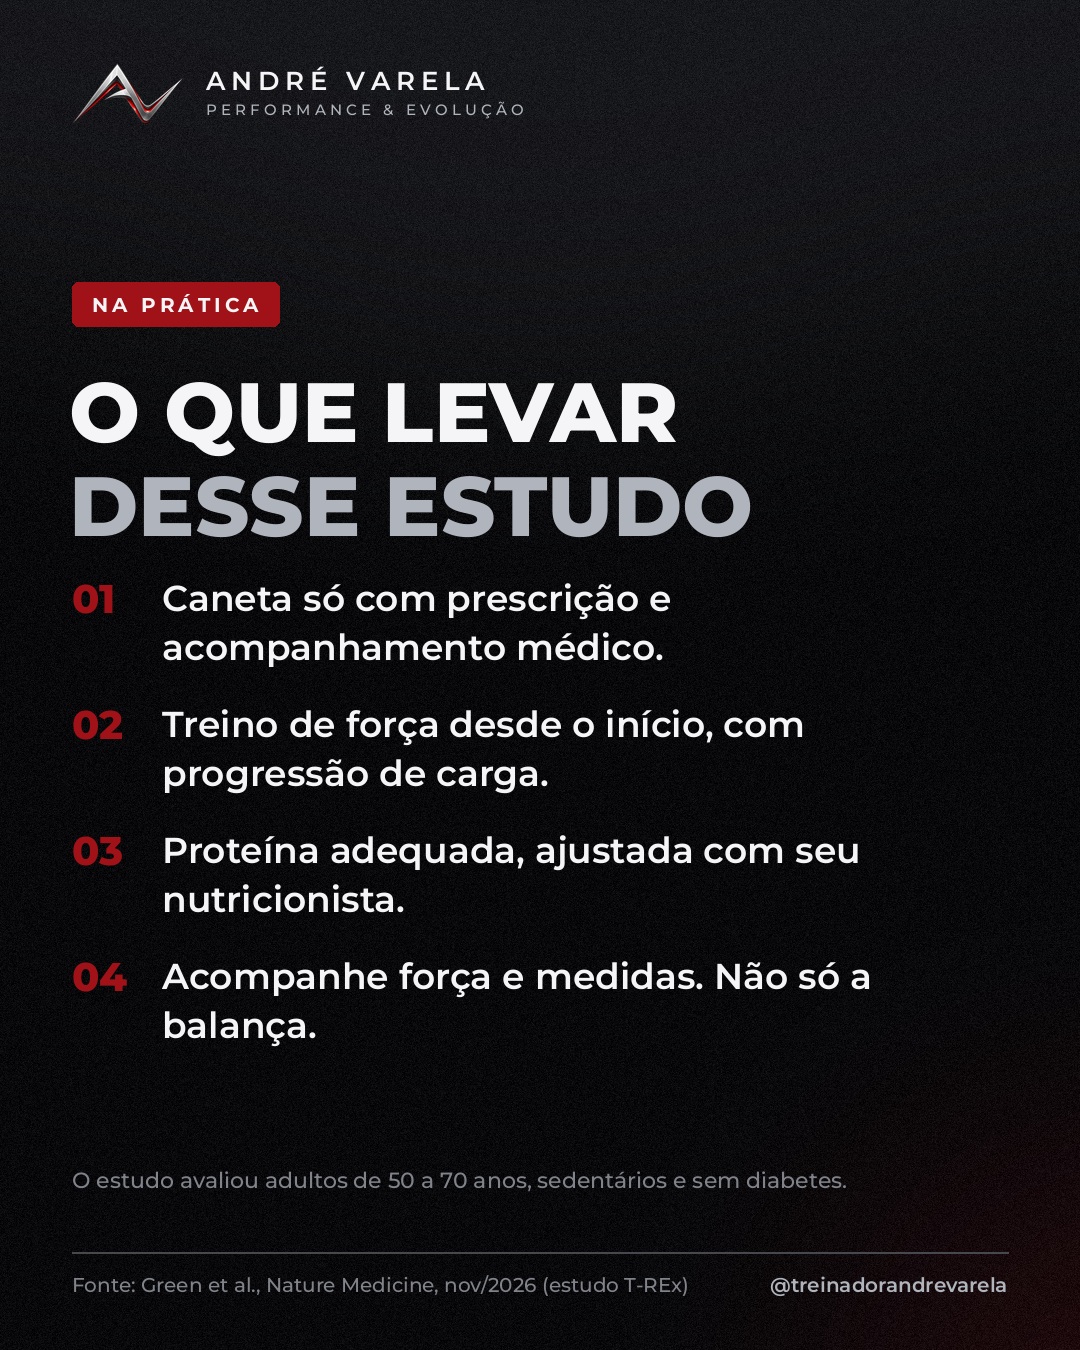 ANDRÉ VARELA
PERFORMANCE & EVOLUÇÃO
NA PRÁTICA
O QUE LEVAR
DESSE ESTUDO
01 Caneta só com prescrição e
acompanhamento médico.
02 Treino de força desde o início, com
progressão de carga.
03 Proteína adequada, ajustada com seu
nutricionista.
04 Acompanhe força e medidas. Não só a
balança.
O estudo avaliou adultos de 50 a 70 anos, sedentários e sem diabetes.
Fonte: Green et al., Nature Medicine, nov/2026 (estudo T-REx) @treinadorandrevarela